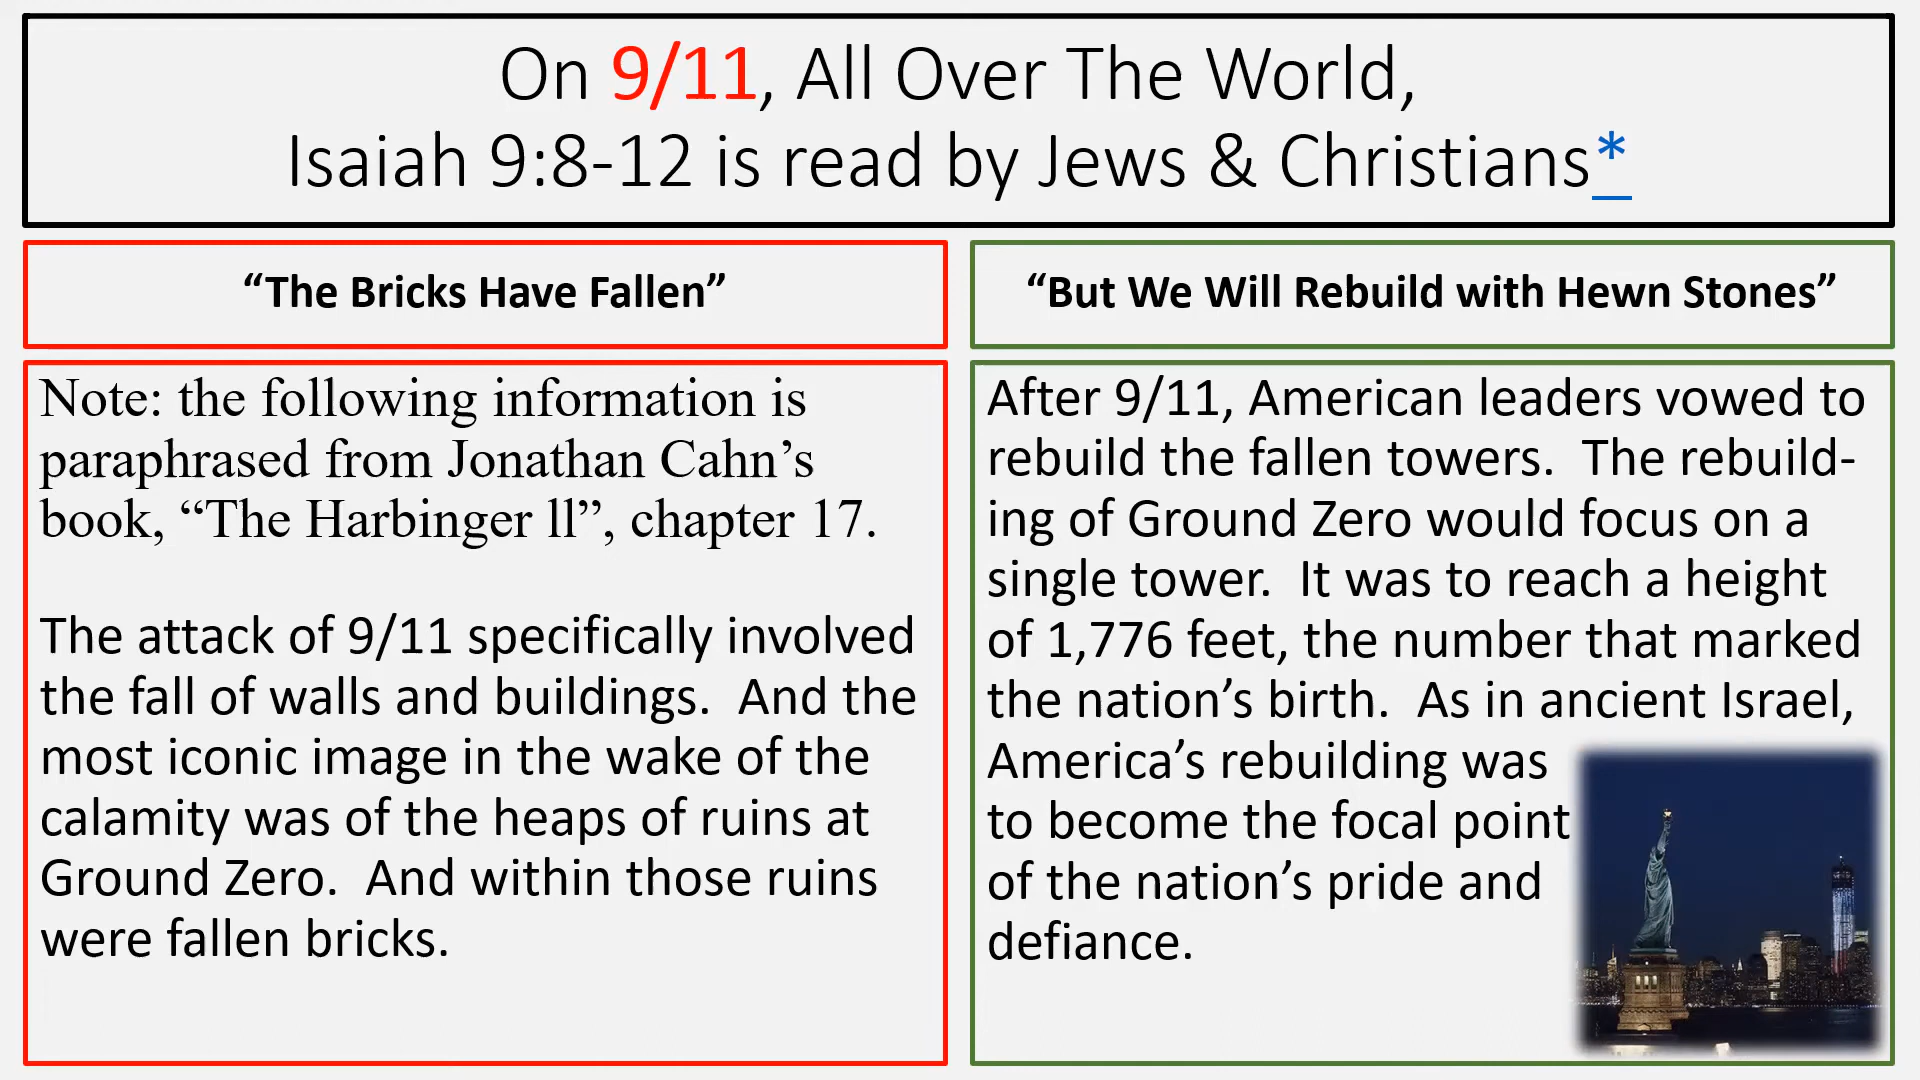 On 9/11, All Over The World,
Isaiah 9:8-12 is read by Jews & Christians*
“The Bricks Have Fallen”
Note: the following information is
paraphrased from Jonathan Cahn’s
book, “The Harbinger ll”, chapter 17.
The attack of 9/11 specifically involved
the fall of walls and buildings.  And the
most iconic image in the wake of the
calamity was of the heaps of ruins at
Ground Zero.  And within those ruins
were fallen bricks.
“But We Will Rebuild with Hewn Stones”
After 9/11, American leaders vowed to
rebuild the fallen towers.  The rebuild-
ing of Ground Zero would focus on a
single tower.  It was to reach a height
of 1,776 feet, the number that marked
the nation’s birth.  As in ancient Israel,
America’s rebuilding was
to become the focal point
of the nation’s pride and
defiance.